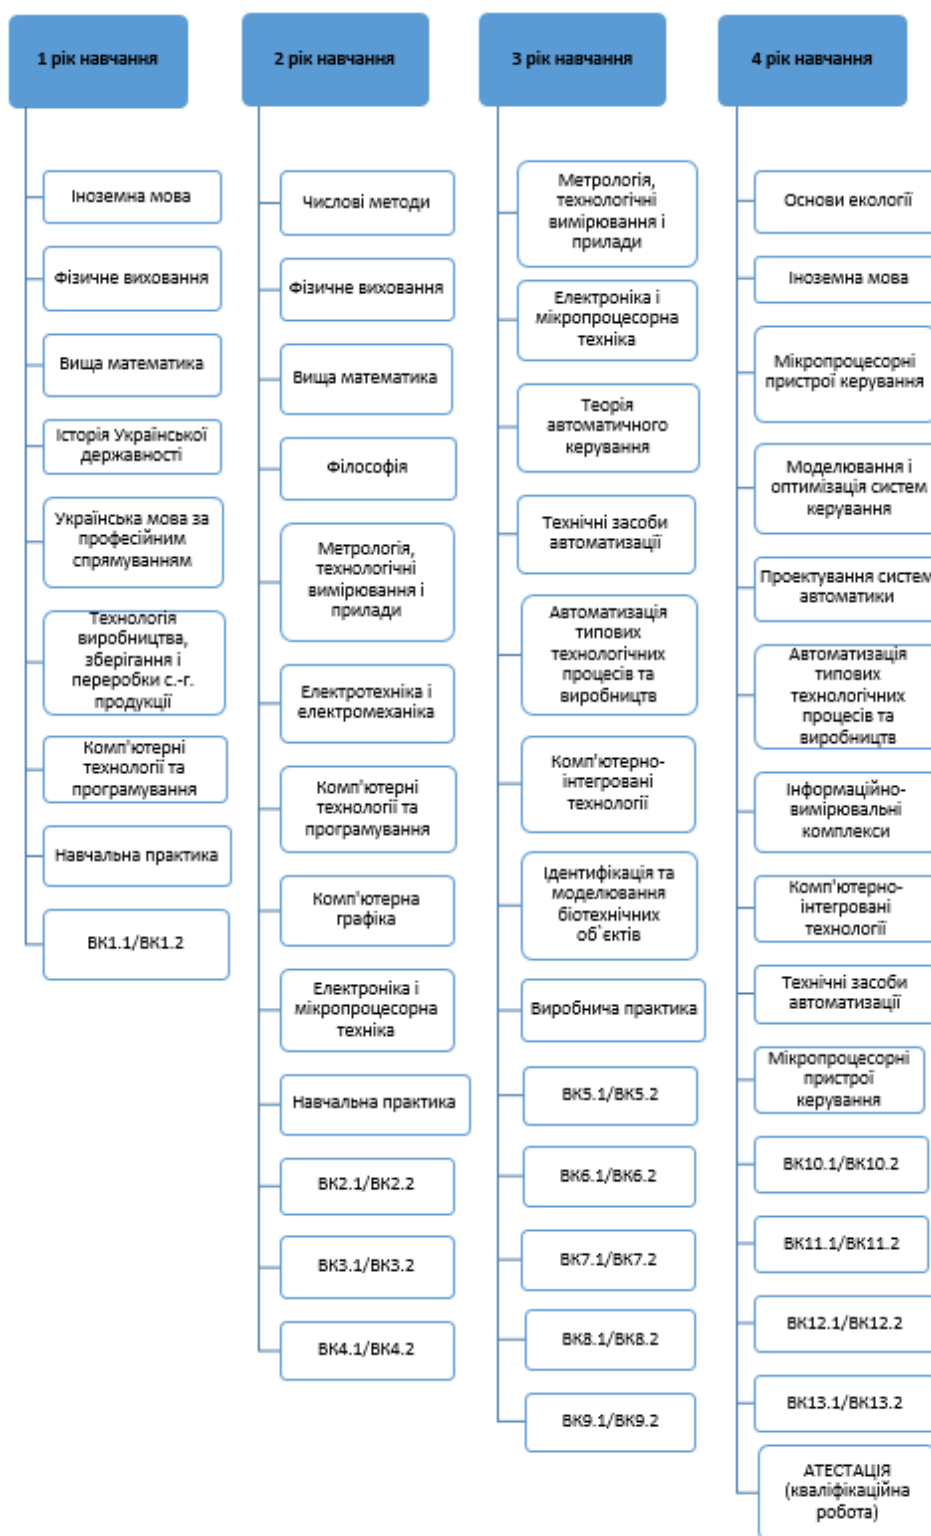 1 рік навчання
Іноземна мова
Фізичне виховання
Вища математика
Історія Української
державності
Українська мова за
професійним
спрямуванням
Технологія
виробництва,
зберігання і
переробки с.-г.
продукції
Комп'ютерні
технології та
програмування
Навчальна практика
ВК1.1/ВК1.2
2 рік навчання
Числові методи
Фізичне виховання
Вища математика
Філософія
Метрологія,
технологічні
вимірювання і
прилади
Електротехніка і
електромеханіка
Комп'ютерні
технології та
програмування
Комп'ютерна
графіка
Електроніка і
мікропроцесорна
техніка
Навчальна практика
ВК2.1/ВК2.2
ВК3.1/ВК3.2
ВК4.1/ВК4.2
3 рік навчання
Метрологія,
технологічні
вимірювання і
прилади
Електроніка і
мікропроцесорна
техніка
Теорія
автоматичного
керування
Технічні засоби
автоматизації
Автоматизація
типових
технологічних
процесів та
виробництв
Комп'ютерно-
інтегровані
технології
Ідентифікація та
моделювання
біотехнічних
об`єктів
Виробнича практика
ВК5.1/ВК5.2
ВК6.1/ВК6.2
ВК7.1/ВК7.2
ВК8.1/ВК8.2
ВК9.1/ВК9.2
4 рік навчання
Основи екології
Іноземна мова
Мікропроцесорні
пристрої керування
Моделювання і
оптимізація систем
керування
Проектування систем
автоматики
Автоматизація
типових
технологічних
процесів та
виробництв
Інформаційно-
вимірювальні
комплекси
Комп'ютерно-
інтегровані
технології
Технічні засоби
автоматизації
Мікропроцесорні
пристрої
керування
ВК10.1/ВК10.2
ВК11.1/ВК11.2
ВК12.1/ВК12.2
ВК13.1/ВК13.2
АТЕСТАЦІЯ
(кваліфікаційна
робота)